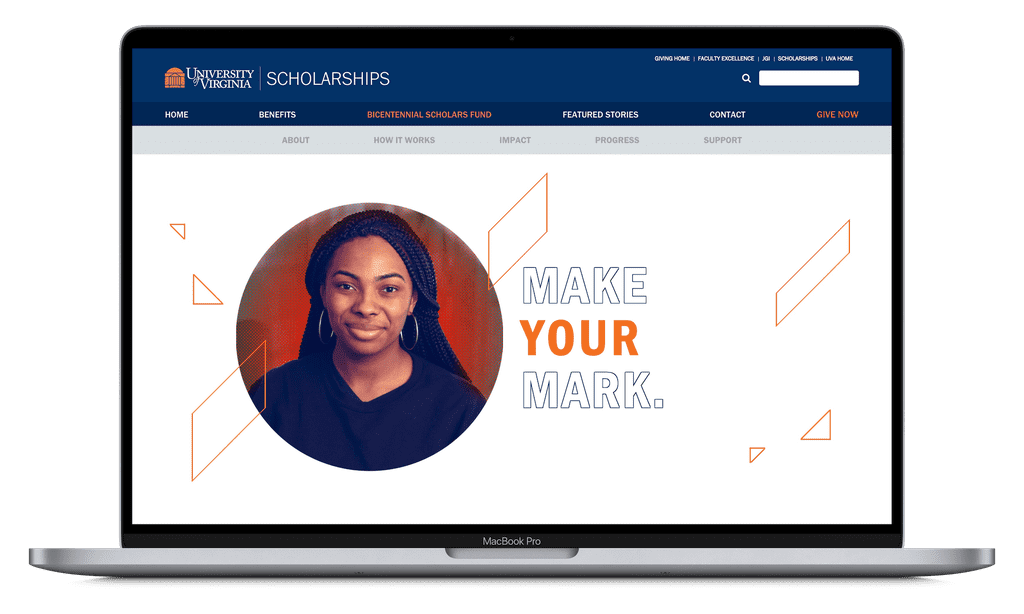 GIVING HOME | FACULTY EXCELLENCE | JGI | SCHOLARSHIPS | UVA HOME
UNIVERSITY of VIRGINIA | SCHOLARSHIPS
HOME BENEFITS BICENTENNIAL SCHOLARS FUND FEATURED STORIES CONTACT GIVE NOW
ABOUT HOW IT WORKS IMPACT PROGRESS SUPPORT
MAKE
YOUR
MARK.
MacBook Pro